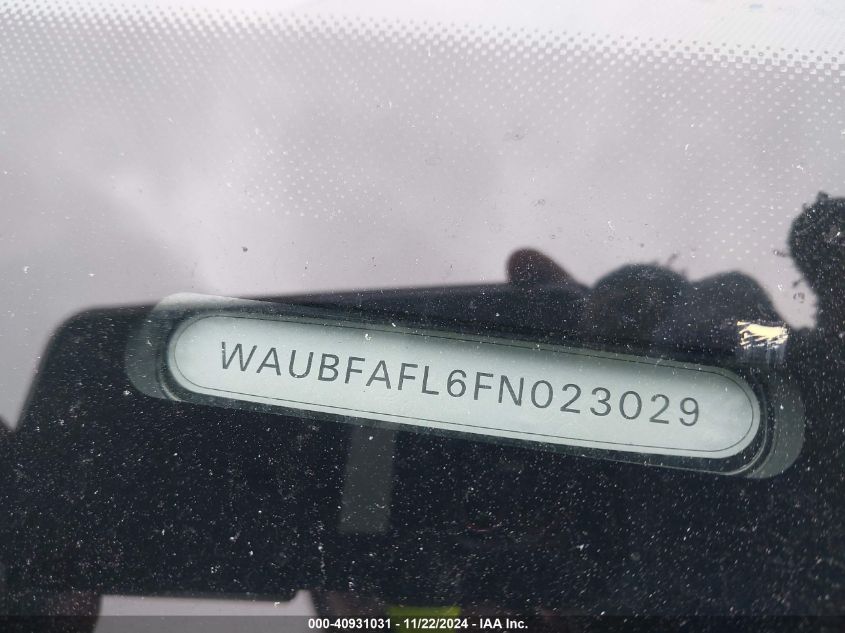 WAUBFAFL6FN023029
000-40931031 - 11/22/2024 - IAA Inc.